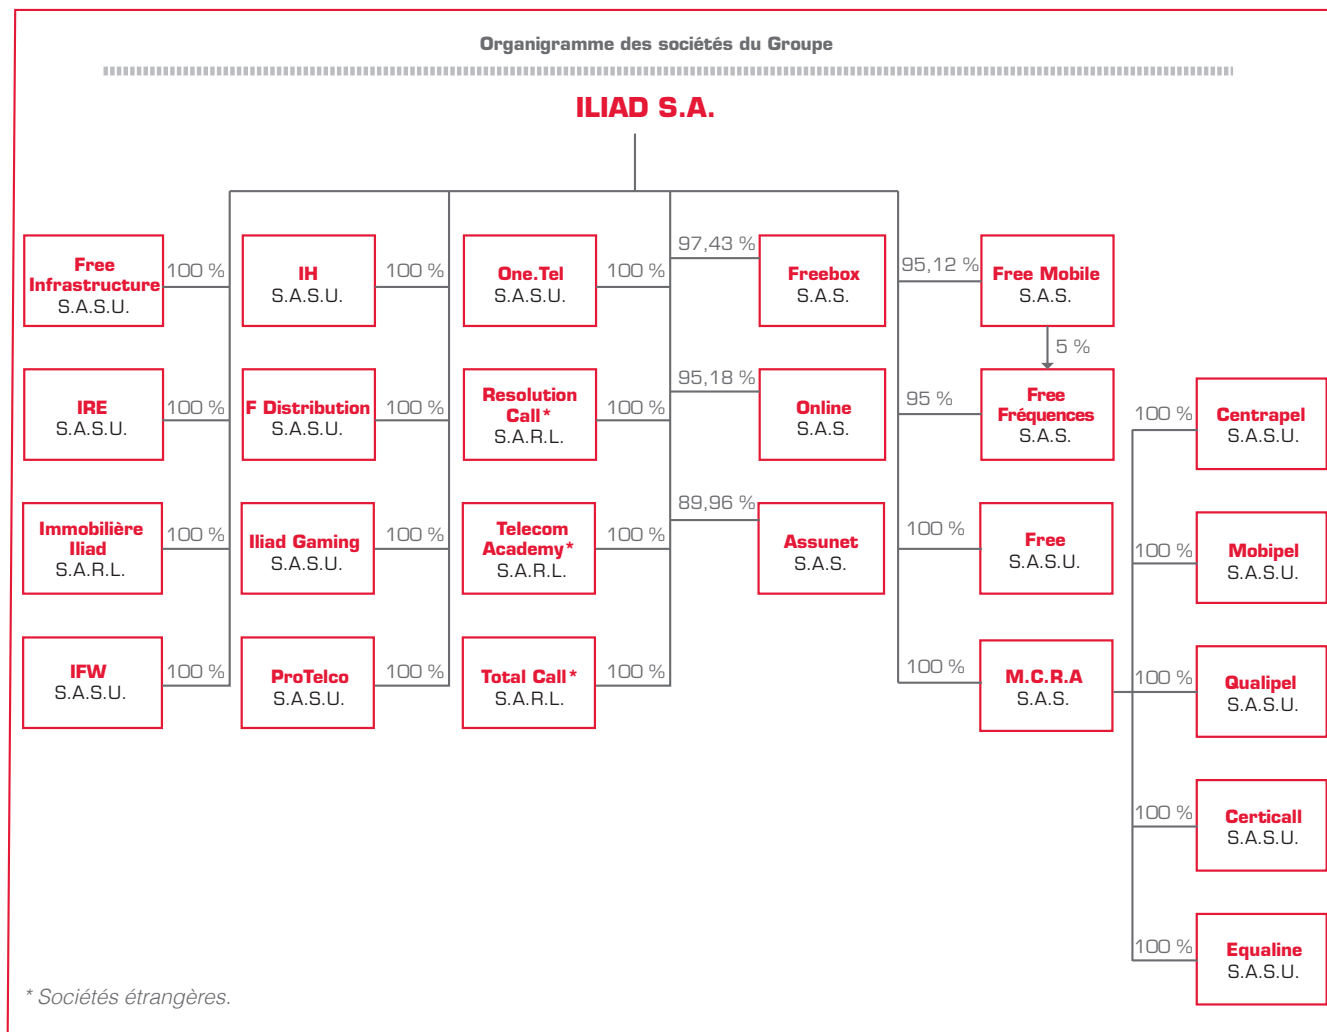 Organigramme des sociétés du Groupe
ILIAD S.A.
Free
Infrastructure
S.A.S.U.
100 %
IH
S.A.S.U.
100 %
One.Tel
S.A.S.U.
100 %
97,43 %
Freebox
S.A.S.
95,12 %
Free Mobile
S.A.S.
5 %
IRE
S.A.S.U.
100 %
F Distribution
S.A.S.U.
100 %
Resolution
Call*
S.A.R.L.
100 %
95,18 %
Online
S.A.S.
95 %
Free
Fréquences
S.A.S.
100 %
Centrapel
S.A.S.U.
Immobilière
Iliad
S.A.R.L.
100 %
Iliad Gaming
S.A.S.U.
100 %
Telecom
Academy*
S.A.R.L.
100 %
89,96 %
Assunet
S.A.S.
100 %
Free
S.A.S.U.
100 %
Mobipel
S.A.S.U.
IFW
S.A.S.U.
100 %
ProTelco
S.A.S.U.
100 %
Total Call*
S.A.R.L.
100 %
100 %
M.C.R.A
S.A.S.
100 %
Qualipel
S.A.S.U.
100 %
Certicall
S.A.S.U.
100 %
Equaline
S.A.S.U.
* Sociétés étrangères.